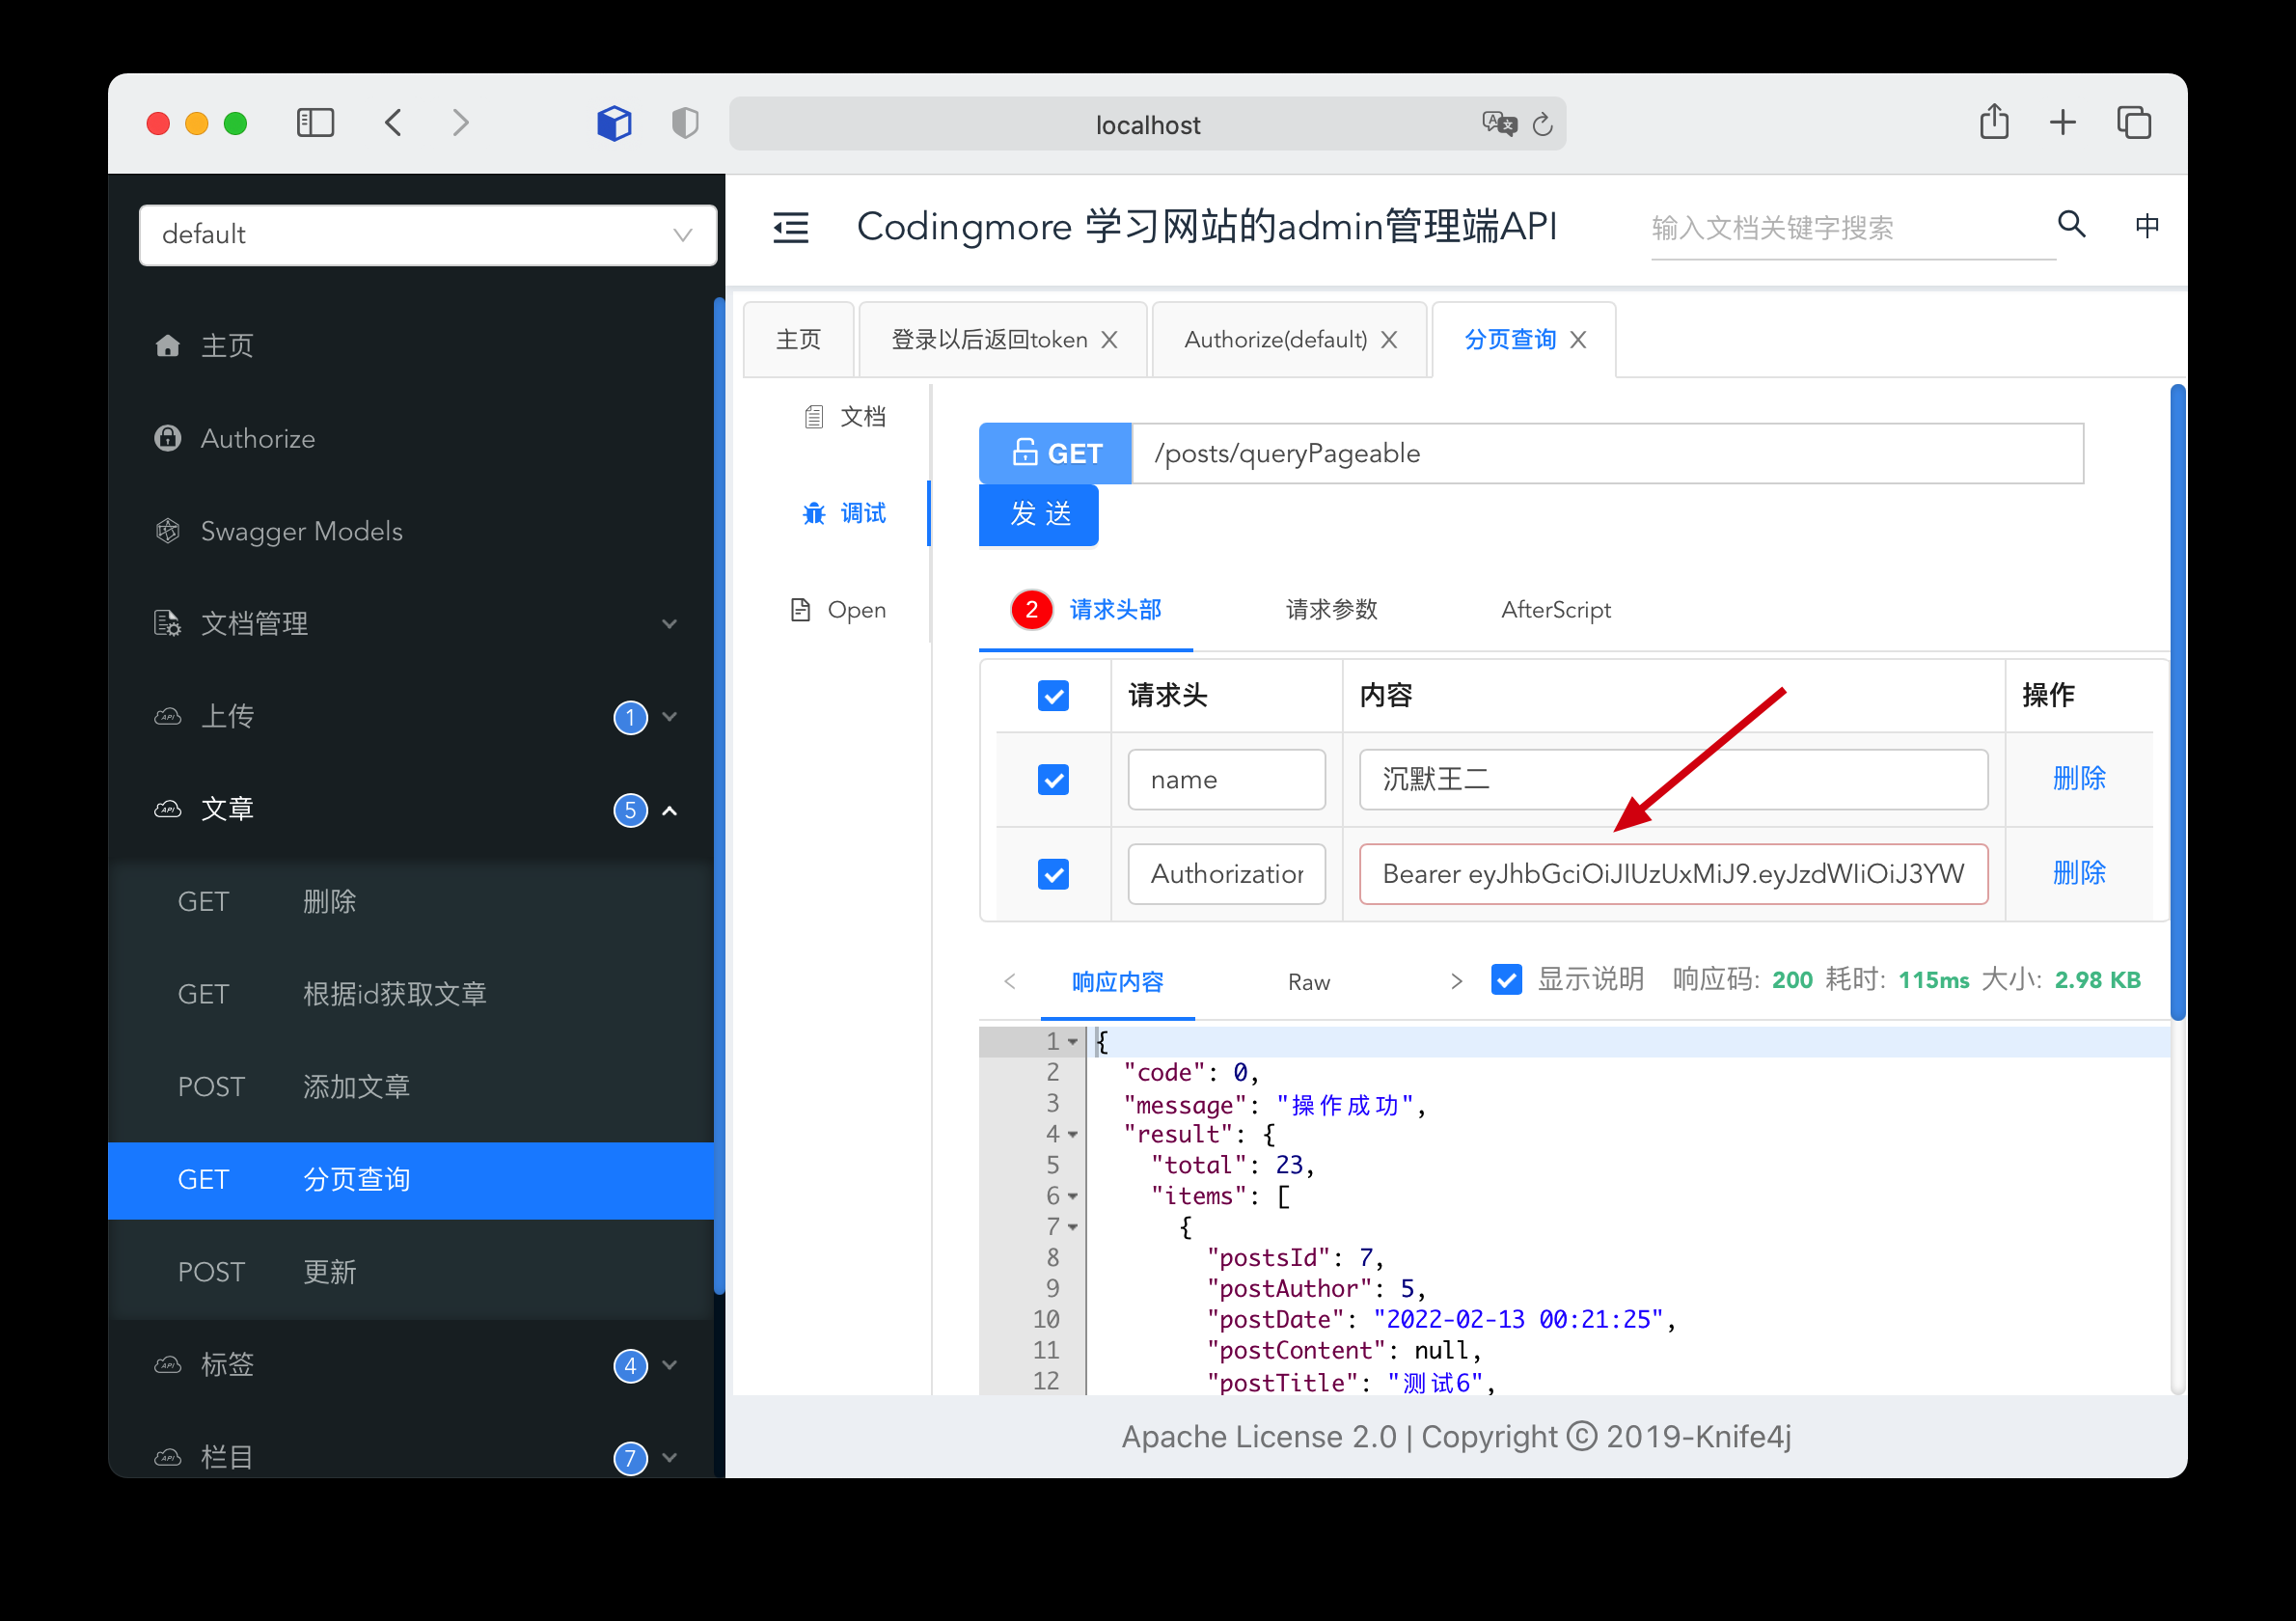 localhost
default
主页
Authorize
Swagger Models
文档管理
上传 1
文章 5
GET 删除
GET 根据id获取文章
POST 添加文章
GET 分页查询
POST 更新
标签 4
栏目 7
Codingmore 学习网站的admin管理端API
输入文档关键字搜索
中
主页 登录以后返回token Authorize(default) 分页查询
文档
调试
Open
GET /posts/queryPageable
发 送
2 请求头部 请求参数 AfterScript
请求头 内容 操作
name 沉默王二 删除
Authorization Bearer eyJhbGciOiJIUzUxMiJ9.eyJzdWIiOiJ3YW 删除
响应内容 Raw 显示说明 响应码: 200 耗时: 115ms 大小: 2.98 KB
1 {
2 "code": 0,
3 "message": "操作成功",
4 "result": {
5 "total": 23,
6 "items": [
7 {
8 "postsId": 7,
9 "postAuthor": 5,
10 "postDate": "2022-02-13 00:21:25",
11 "postContent": null,
12 "postTitle": "测试6",
Apache License 2.0 | Copyright © 2019-Knife4j